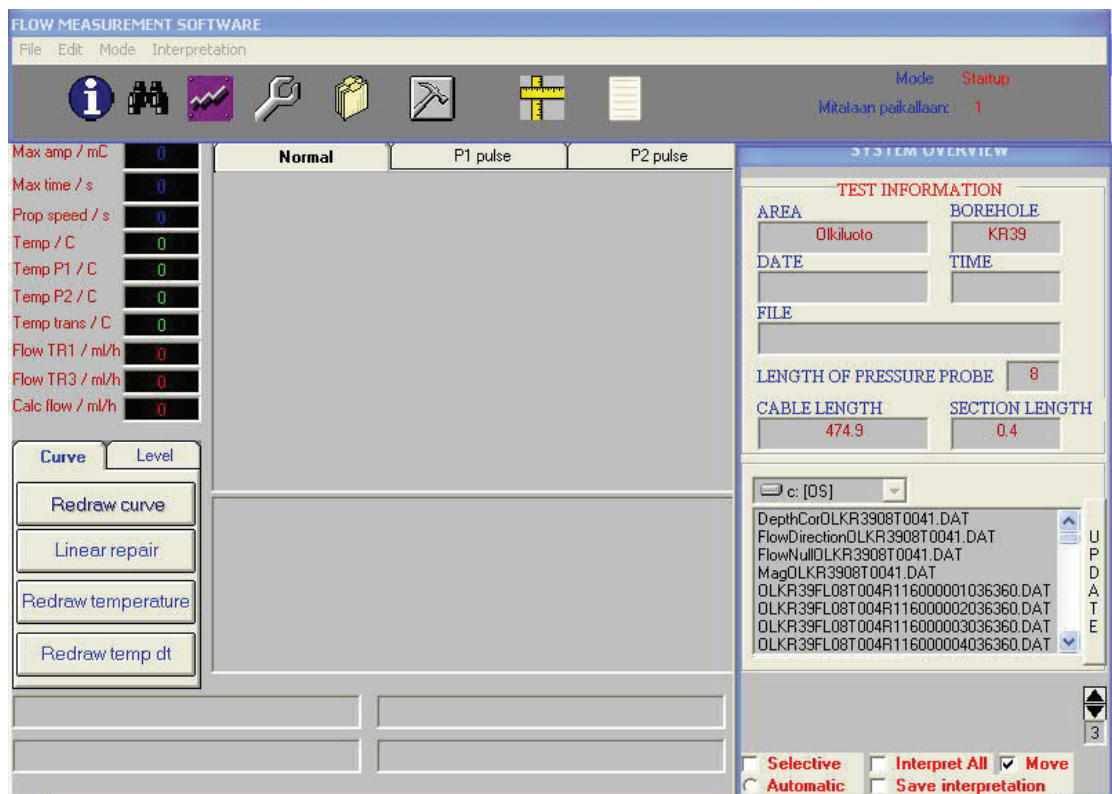 FLOW MEASUREMENT SOFTWARE
File Edit Mode Interpretation
Mode Startup
Mitataan paikallaan: 1
Max amp / mC 0
Max time / s 0
Prop speed / s 0
Temp / C 0
Temp P1 / C 0
Temp P2 / C 0
Temp trans / C 0
Flow TR1 / ml/h 0
Flow TR3 / ml/h 0
Calc flow / ml/h 0
Curve Level
Redraw curve
Linear repair
Redraw temperature
Redraw temp dt
Normal P1 pulse P2 pulse
SYSTEM OVERVIEW
TEST INFORMATION
AREA BOREHOLE
Olkiluoto KR39
DATE TIME
FILE
LENGTH OF PRESSURE PROBE 8
CABLE LENGTH SECTION LENGTH
474.9 0.4
c: [OS]
DepthCorOLKR3908T0041.DAT
FlowDirectionOLKR3908T0041.DAT
FlowNullOLKR3908T0041.DAT
MagOLKR3908T0041.DAT
OLKR39FL08T004R116000001036360.DAT
OLKR39FL08T004R116000002036360.DAT
OLKR39FL08T004R116000003036360.DAT
OLKR39FL08T004R116000004036360.DAT
UPDATE
3
Selective Interpret All Move
Automatic Save interpretation